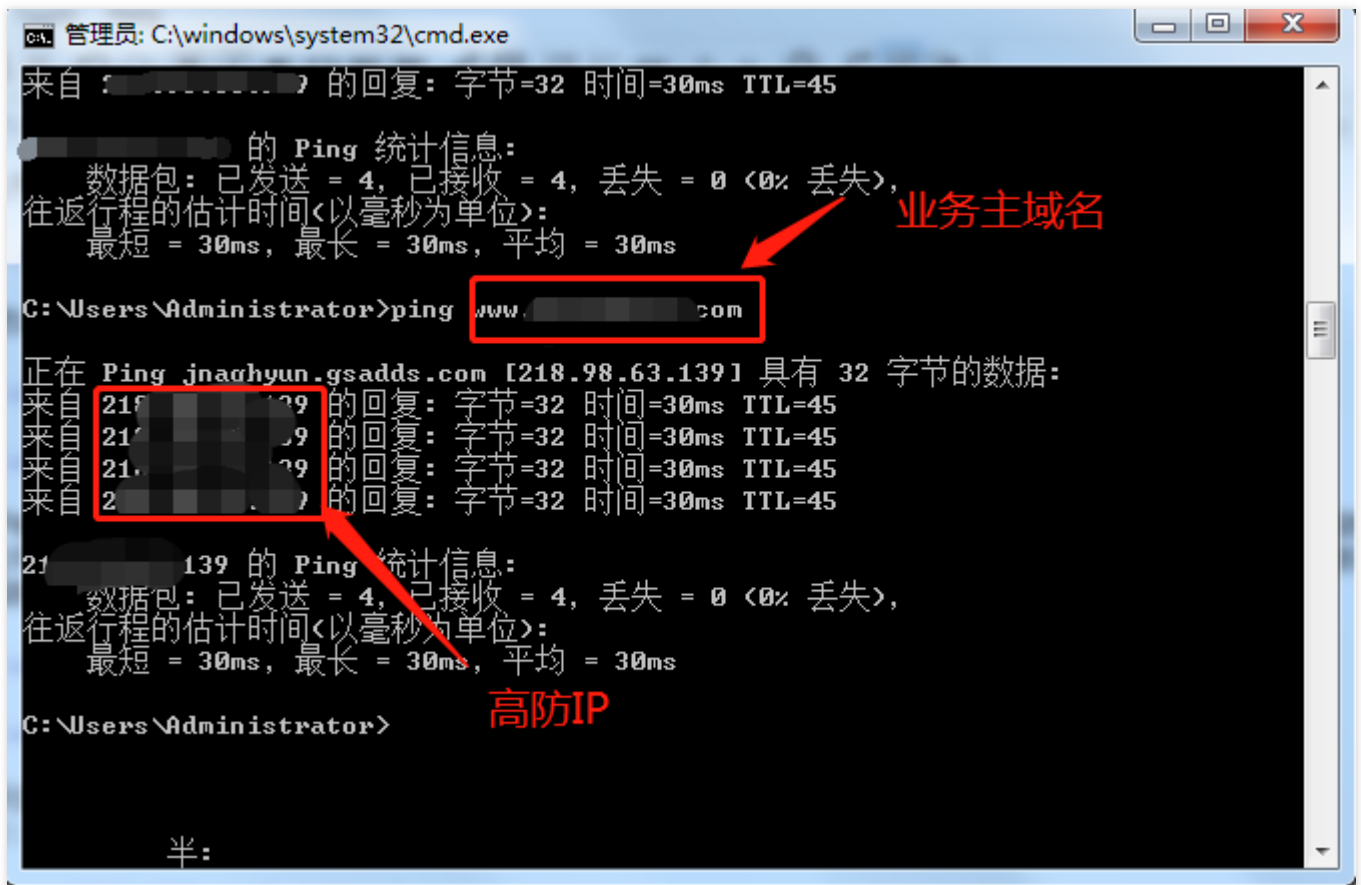 管理员: C:\windows\system32\cmd.exe
来自 的回复: 字节=32 时间=30ms TTL=45
的 Ping 统计信息:
数据包: 已发送 = 4, 已接收 = 4, 丢失 = 0 (0% 丢失),
往返行程的估计时间(以毫秒为单位):
最短 = 30ms, 最长 = 30ms, 平均 = 30ms
业务主域名
C:\Users\Administrator>ping www. com
正在 Ping jnaghyun.gsadds.com [218.98.63.139] 具有 32 字节的数据:
来自 的回复: 字节=32 时间=30ms TTL=45
来自 的回复: 字节=32 时间=30ms TTL=45
来自 的回复: 字节=32 时间=30ms TTL=45
来自 的回复: 字节=32 时间=30ms TTL=45
139 的 Ping 统计信息:
数据包: 已发送 = 4, 已接收 = 4, 丢失 = 0 (0% 丢失),
往返行程的估计时间(以毫秒为单位):
最短 = 30ms, 最长 = 30ms, 平均 = 30ms
高防IP
C:\Users\Administrator>
半: